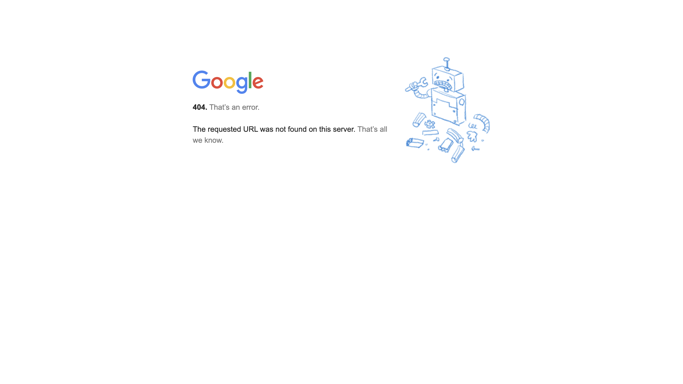 Google
404. That's an error.
The requested URL was not found on this server. That's all
we know.